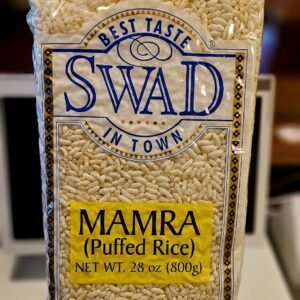 BEST TASTE
SWAD
IN TOWN
MAMRA
(Puffed Rice)
NET WT. 28 oz (800g)